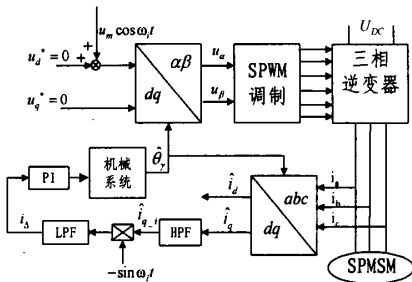 u_m cos ω_i t
U_DC
u_d* = 0
+
+
αβ
u_α
SPWM
调制
三相
逆变器
u_q* = 0
dq
u_β
PI
机械
系统
θ̂_γ
î_d
abc
i_a
i_b
i_c
i_Δ
LPF
î_q_i
HPF
î_q
dq
−sin ω_i t
SPMSM